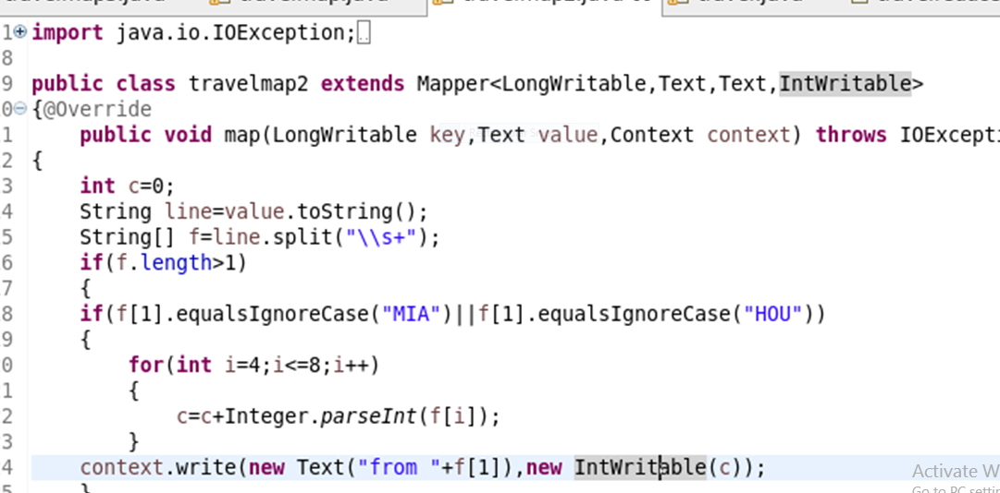 1 import java.io.IOException;
8
9 public class travelmap2 extends Mapper<LongWritable,Text,Text,IntWritable>
0 {@Override
1 public void map(LongWritable key,Text value,Context context) throws IOExcepti
2 {
3 int c=0;
4 String line=value.toString();
5 String[] f=line.split("\\s+");
6 if(f.length>1)
7 {
8 if(f[1].equalsIgnoreCase("MIA")||f[1].equalsIgnoreCase("HOU"))
9 {
0 for(int i=4;i<=8;i++)
1 {
2 c=c+Integer.parseInt(f[i]);
3 }
4 context.write(new Text("from "+f[1]),new IntWritable(c));
5 }
Activate W
Go to PC settin